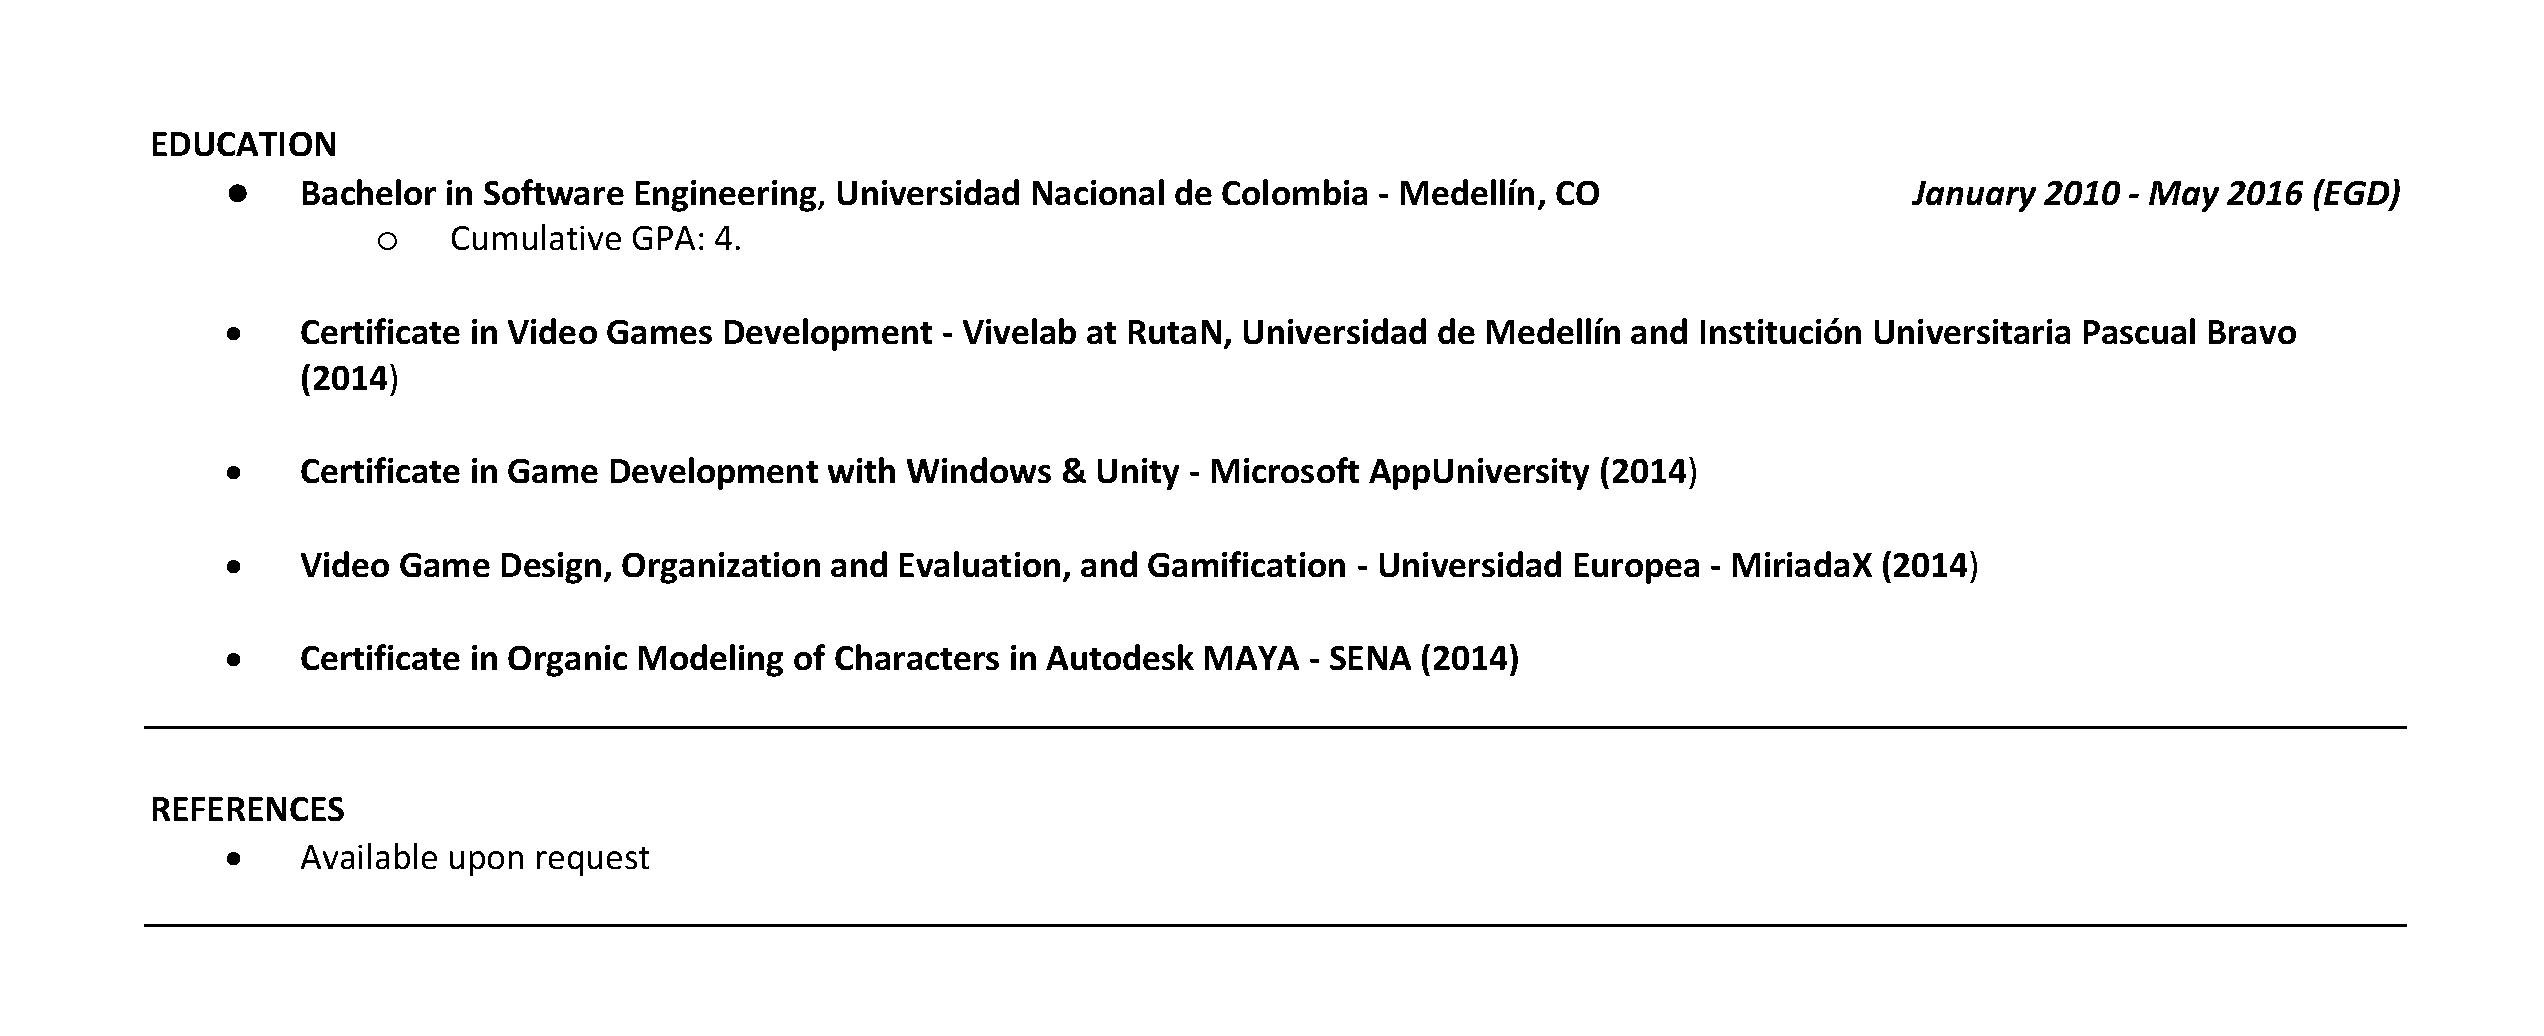 EDUCATION
● Bachelor in Software Engineering, Universidad Nacional de Colombia - Medellín, CO January 2010 - May 2016 (EGD)
o Cumulative GPA: 4.
• Certificate in Video Games Development - Vivelab at RutaN, Universidad de Medellín and Institución Universitaria Pascual Bravo
(2014)
• Certificate in Game Development with Windows & Unity - Microsoft AppUniversity (2014)
• Video Game Design, Organization and Evaluation, and Gamification - Universidad Europea - MiriadaX (2014)
• Certificate in Organic Modeling of Characters in Autodesk MAYA - SENA (2014)
REFERENCES
• Available upon request